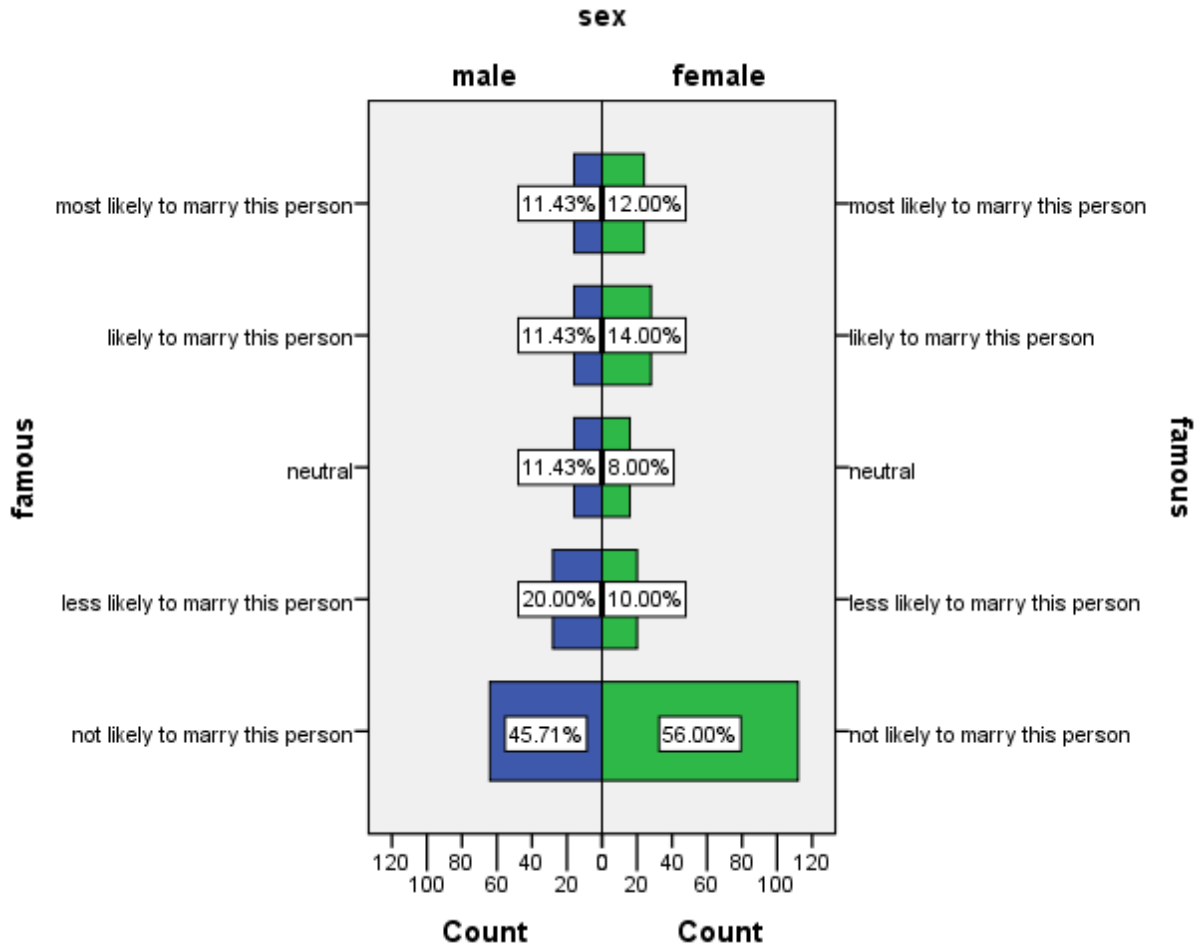 sex
male female
most likely to marry this person 11.43% 12.00% most likely to marry this person
likely to marry this person 11.43% 14.00% likely to marry this person
neutral 11.43% 8.00% neutral
less likely to marry this person 20.00% 10.00% less likely to marry this person
not likely to marry this person 45.71% 56.00% not likely to marry this person
famous
famous
120 100 80 60 40 20 0 20 40 60 80 100 120
Count Count